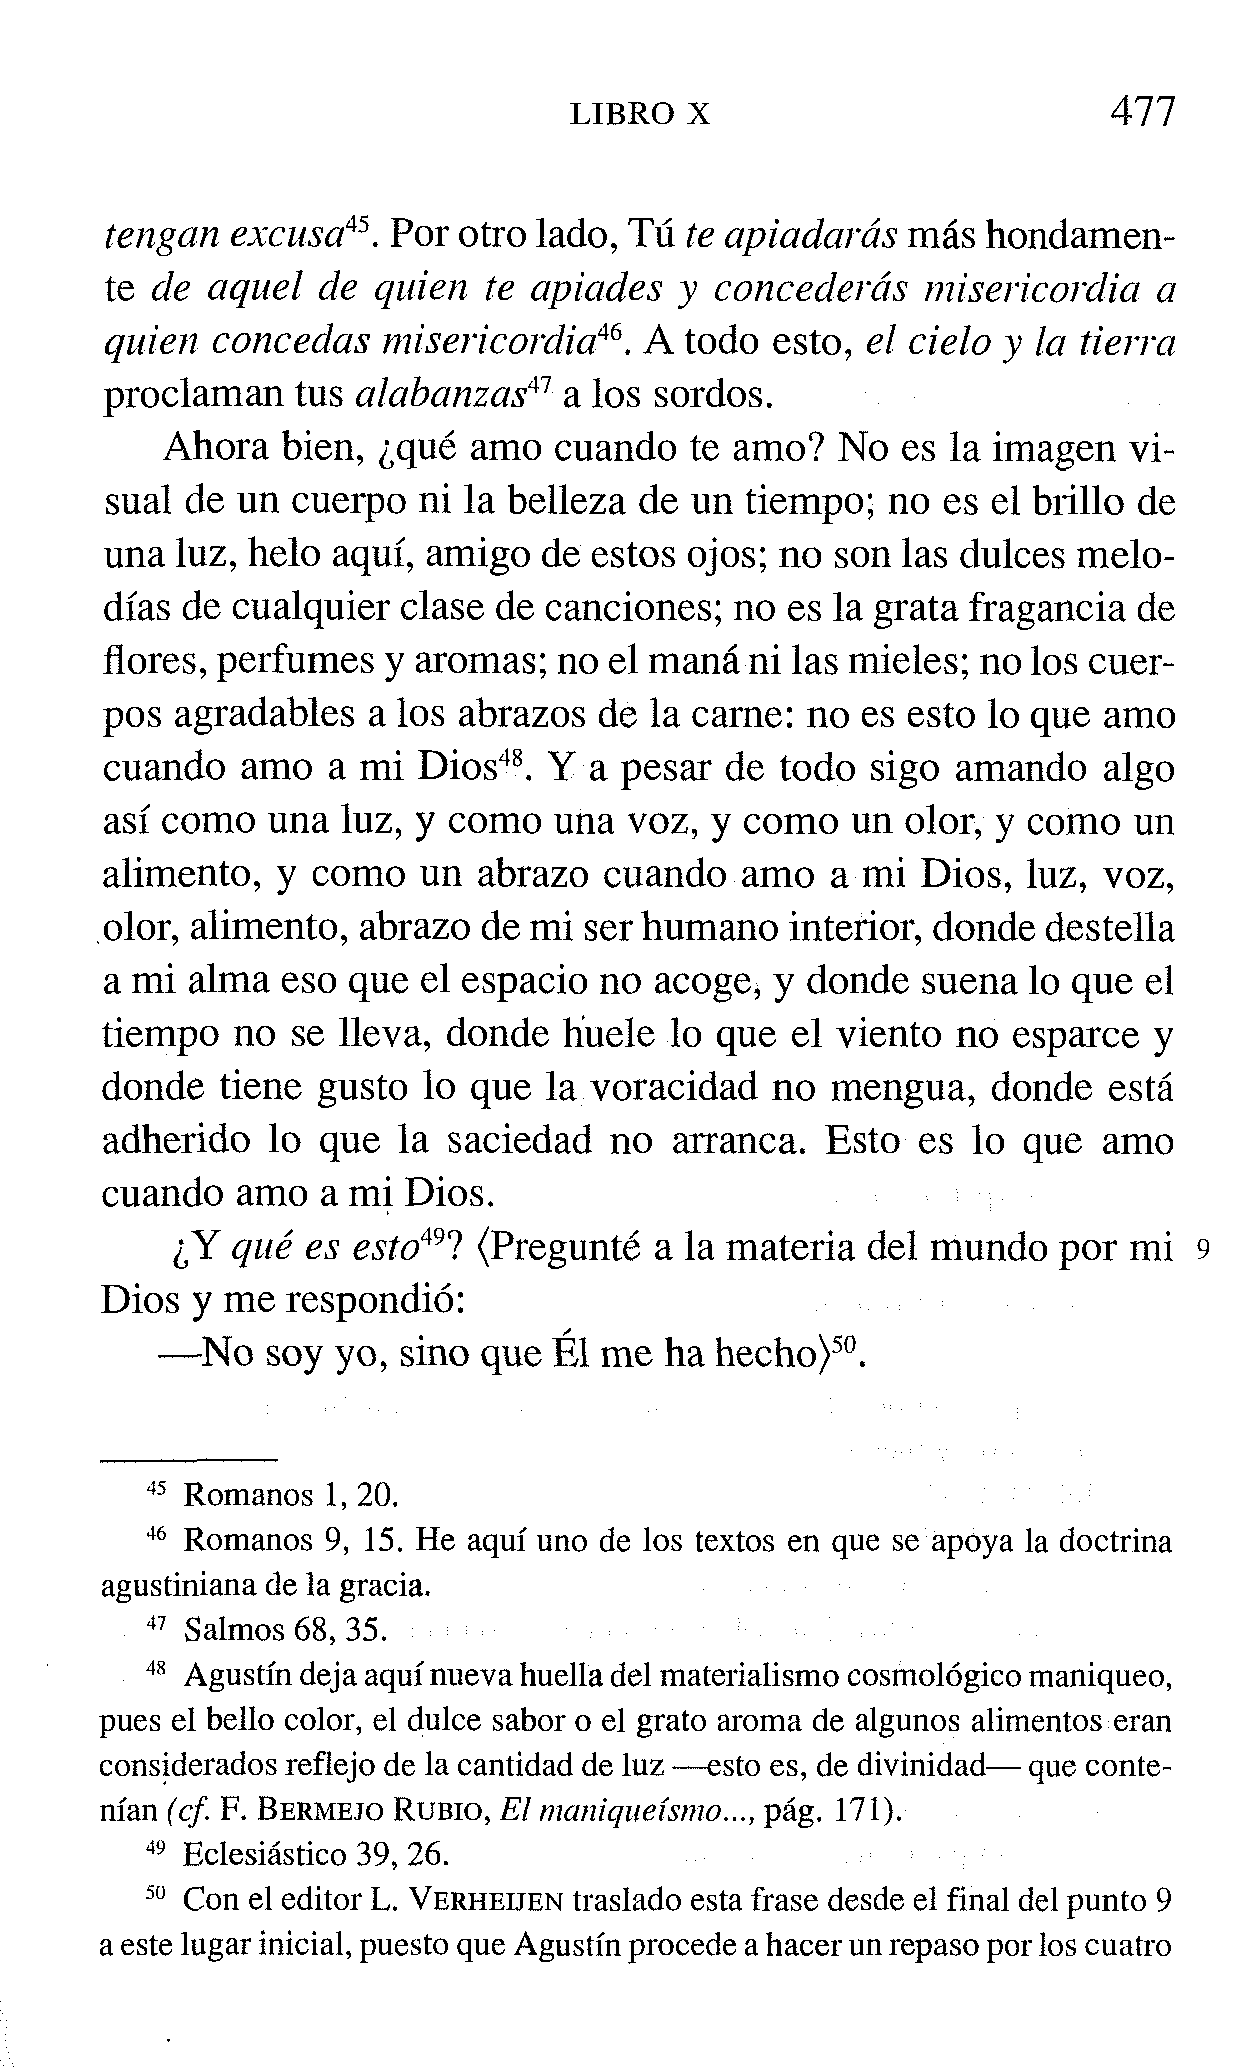 LIBRO X 477
tengan excusa⁴⁵. Por otro lado, Tú te apiadarás más hondamen-
te de aquel de quien te apiades y concederás misericordia a
quien concedas misericordia⁴⁶. A todo esto, el cielo y la tierra
proclaman tus alabanzas⁴⁷ a los sordos.
Ahora bien, ¿qué amo cuando te amo? No es la imagen vi-
sual de un cuerpo ni la belleza de un tiempo; no es el brillo de
una luz, helo aquí, amigo de estos ojos; no son las dulces melo-
días de cualquier clase de canciones; no es la grata fragancia de
flores, perfumes y aromas; no el maná ni las mieles; no los cuer-
pos agradables a los abrazos de la carne: no es esto lo que amo
cuando amo a mi Dios⁴⁸. Y a pesar de todo sigo amando algo
así como una luz, y como una voz, y como un olor, y como un
alimento, y como un abrazo cuando amo a mi Dios, luz, voz,
olor, alimento, abrazo de mi ser humano interior, donde destella
a mi alma eso que el espacio no acoge, y donde suena lo que el
tiempo no se lleva, donde huele lo que el viento no esparce y
donde tiene gusto lo que la voracidad no mengua, donde está
adherido lo que la saciedad no arranca. Esto es lo que amo
cuando amo a mi Dios.
¿Y qué es esto⁴⁹? ⟨Pregunté a la materia del mundo por mi 9
Dios y me respondió:
—No soy yo, sino que Él me ha hecho⟩⁵⁰.
⁴⁵ Romanos 1, 20.
⁴⁶ Romanos 9, 15. He aquí uno de los textos en que se apoya la doctrina
agustiniana de la gracia.
⁴⁷ Salmos 68, 35.
⁴⁸ Agustín deja aquí nueva huella del materialismo cosmológico maniqueo,
pues el bello color, el dulce sabor o el grato aroma de algunos alimentos eran
considerados reflejo de la cantidad de luz —esto es, de divinidad— que conte-
nían (cf. F. BERMEJO RUBIO, El maniqueísmo..., pág. 171).
⁴⁹ Eclesiástico 39, 26.
⁵⁰ Con el editor L. VERHEIJEN traslado esta frase desde el final del punto 9
a este lugar inicial, puesto que Agustín procede a hacer un repaso por los cuatro